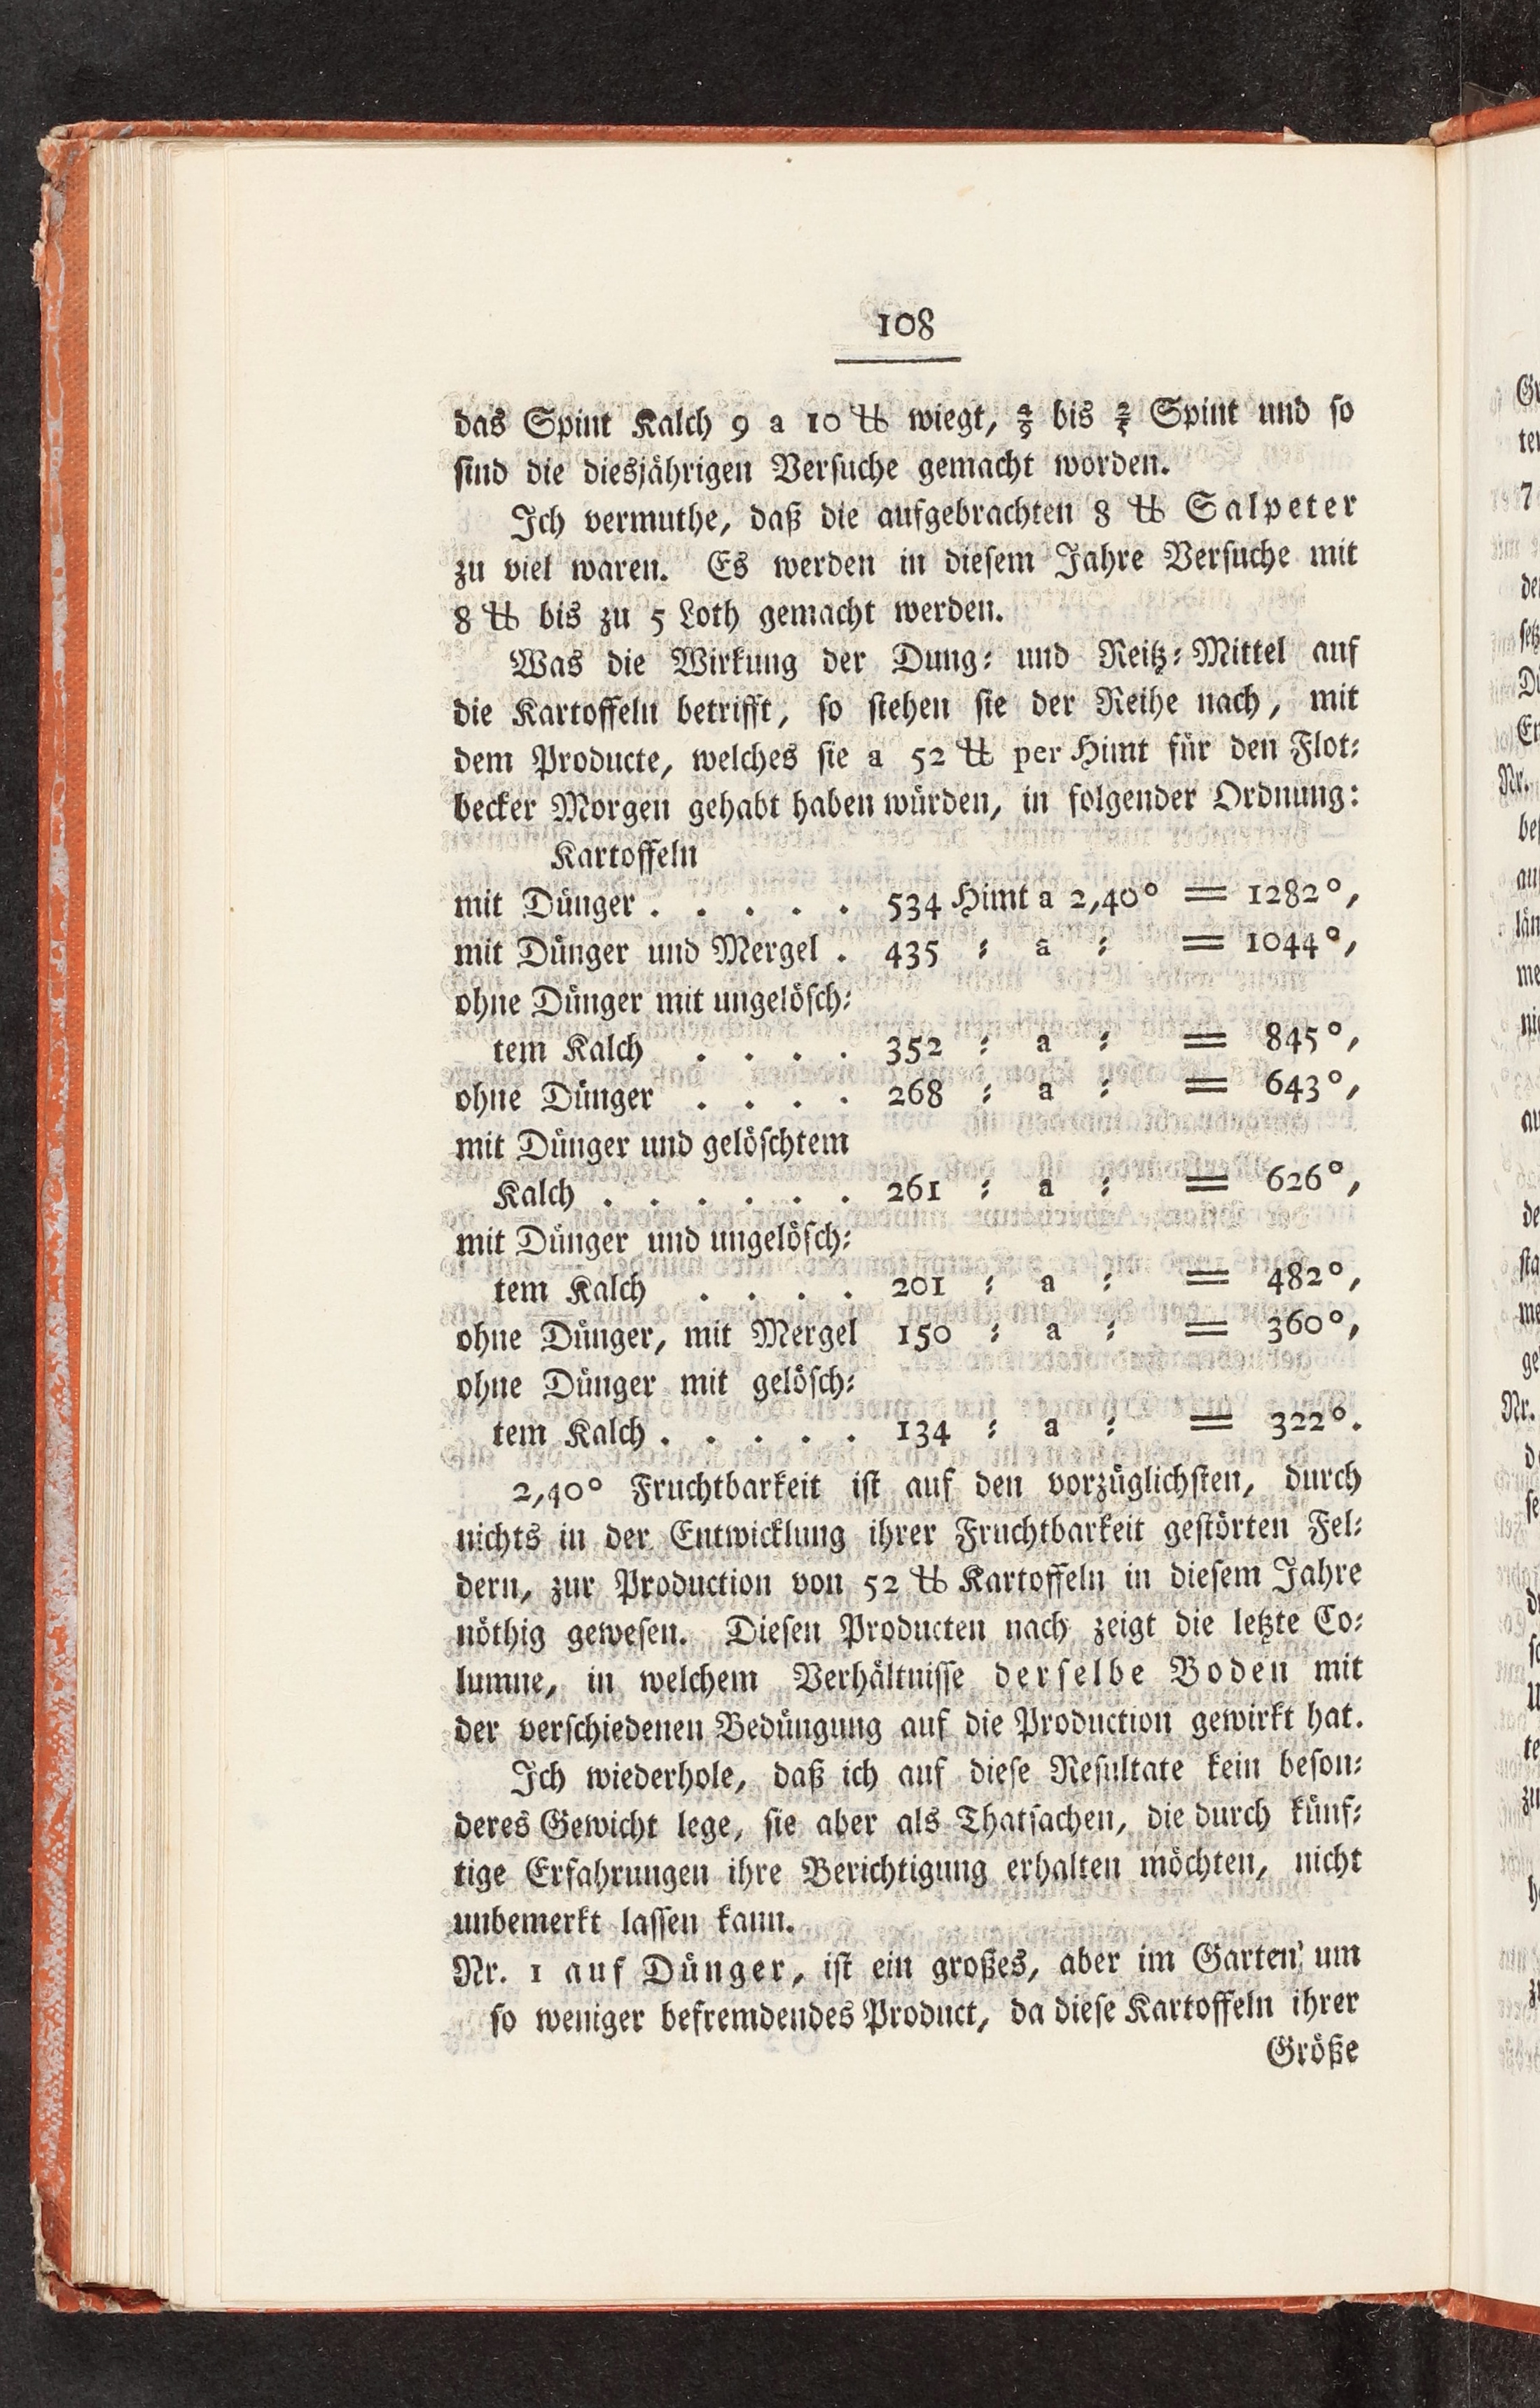 108
das Spint Kalch 9 a 10 ℔ wiegt, 4/9 bis 2/5 Spint und so
sind die diesjährigen Versuche gemacht worden.
Ich vermuthe, daß die aufgebrachten 8 ℔ Salpeter
zu viel waren. Es werden in diesem Jahre Versuche mit
8 ℔ bis zu 5 Loth gemacht werden.
Was die Wirkung der Dung⸗ und Reitz⸗Mittel auf
die Kartoffeln betrifft, so stehen sie der Reihe nach, mit
dem Producte, welches sie a 52 ℔ per Himt für den Flot⸗
becker Morgen gehabt haben würden, in folgender Ordnung:
Kartoffeln
mit Dünger . . . . . 534 Himt a 2,40° = 1282°,
mit Dünger und Mergel . 435 ⸗ a ⸗ = 1044°,
ohne Dünger mit ungelösch⸗
tem Kalch . . . . 352 ⸗ a ⸗ = 845°,
ohne Dünger . . . . 268 ⸗ a ⸗ = 643°,
mit Dünger und gelöschtem
Kalch . . . . . . 261 ⸗ a ⸗ = 626°,
mit Dünger und ungelösch⸗
tem Kalch . . . . 201 ⸗ a ⸗ = 482°,
ohne Dünger, mit Mergel 150 ⸗ a ⸗ = 360°,
ohne Dünger mit gelösch⸗
tem Kalch . . . . . 134 ⸗ a ⸗ = 322°.
2,40° Fruchtbarkeit ist auf den vorzüglichsten, durch
nichts in der Entwicklung ihrer Fruchtbarkeit gestörten Fel⸗
dern, zur Production von 52 ℔ Kartoffeln in diesem Jahre
nöthig gewesen. Diesen Producten nach zeigt die letzte Co⸗
lumne, in welchem Verhältnisse derselbe Boden mit
der verschiedenen Bedüngung auf die Production gewirkt hat.
Ich wiederhole, daß ich auf diese Resultate kein beson⸗
deres Gewicht lege, sie aber als Thatsachen, die durch künf⸗
tige Erfahrungen ihre Berichtigung erhalten möchten, nicht
unbemerkt lassen kann.
Nr. 1 auf Dünger, ist ein großes, aber im Garten um
so weniger befremdendes Product, da diese Kartoffeln ihrer
Größe